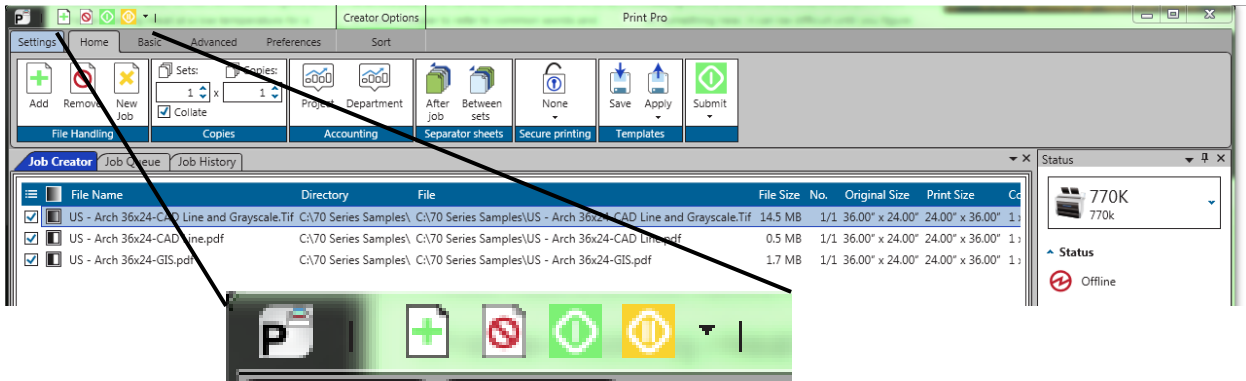 P Creator Options Print Pro
Settings Home Basic Advanced Preferences Sort
Sets: Copies:
1 x 1
Collate
Add Remove New Job Project Department After job Between sets None Save Apply Submit
File Handling Copies Accounting Separator sheets Secure printing Templates
Job Creator Job Queue Job History Status
File Name Directory File File Size No. Original Size Print Size
US - Arch 36x24-CAD Line and Grayscale.Tif C:\70 Series Samples\ C:\70 Series Samples\US - Arch 36x24-CAD Line and Grayscale.Tif 14.5 MB 1/1 36.00" x 24.00" 24.00" x 36.00" 1
US - Arch 36x24-CAD Line.pdf C:\70 Series Samples\ C:\70 Series Samples\US - Arch 36x24-CAD Line.pdf 0.5 MB 1/1 36.00" x 24.00" 24.00" x 36.00" 1
US - Arch 36x24-GIS.pdf C:\70 Series Samples\ C:\70 Series Samples\US - Arch 36x24-GIS.pdf 1.7 MB 1/1 36.00" x 24.00" 24.00" x 36.00" 1
770K
770k
Status
Offline
P